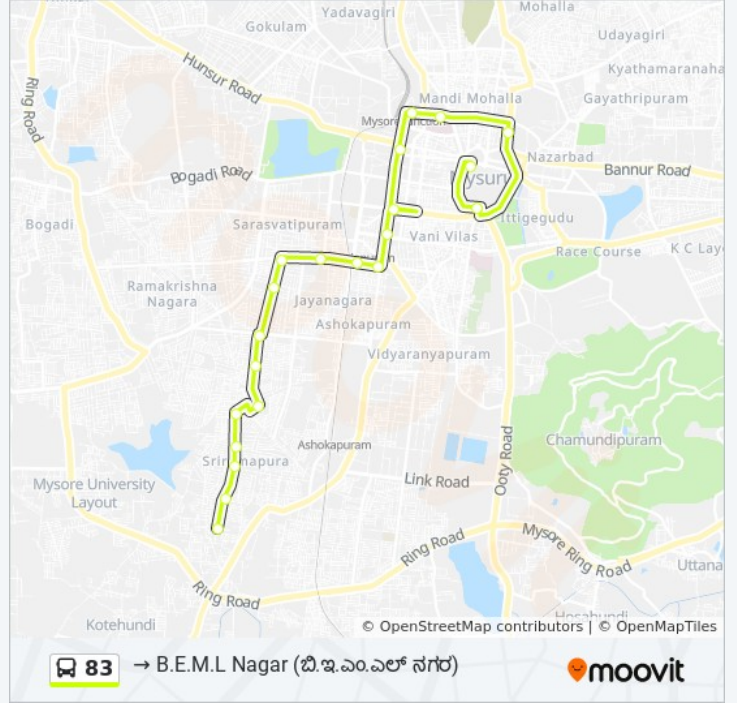 Yadavagiri
Mohalla
Gokulam
Udayagiri
Hunsur Road
Kyathamaranaha
Ring Road
Mandi Mohalla
Gayathripuram
Nazarbad
Bannur Road
Bogadi Road
Mysuru
Ittigegudu
Bogadi
Sarasvatipuram
Vani Vilas
Race Course
K C Layo
Ramakrishna
Nagara
Jayanagara
Ashokapuram
Vidyaranyapuram
Ooty Road
Chamundipuram
Ashokapuram
Link Road
Mysore University
Layout
Ring Road
Mysore Ring Road
Uttana
Ring Road
Kotehundi
© OpenStreetMap contributors | © OpenMapTiles
83 → B.E.M.L Nagar (ಬಿ.ಇ.ಎಂ.ಎಲ್ ನಗರ)
moovit